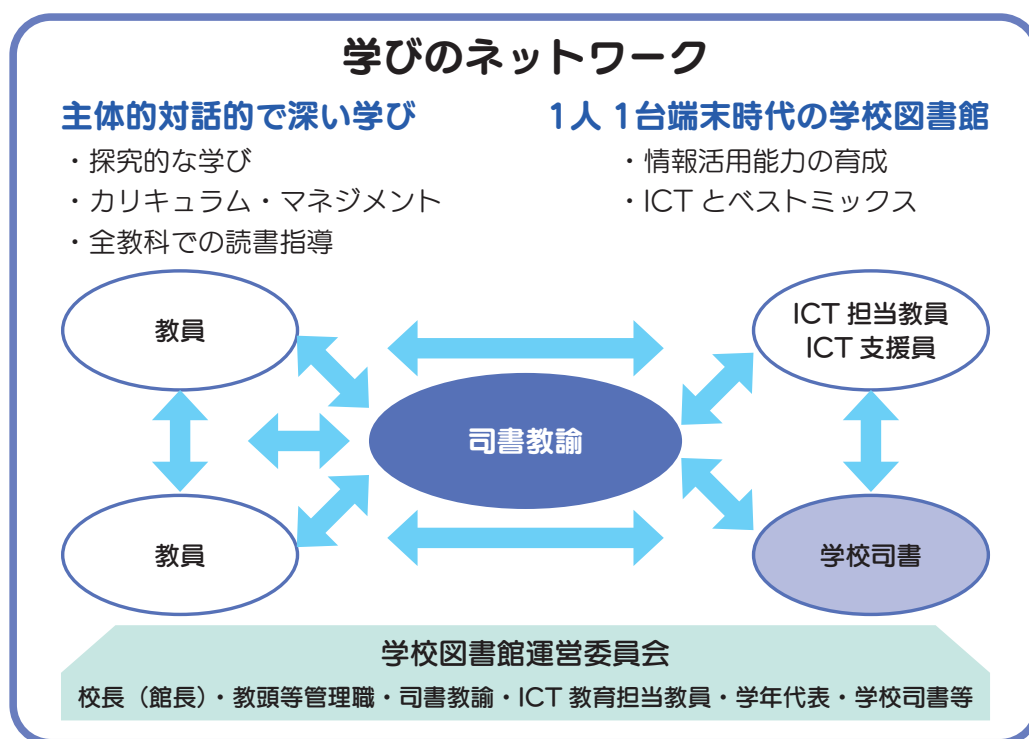 学びのネットワーク
主体的対話的で深い学び
・探究的な学び
・カリキュラム・マネジメント
・全教科での読書指導
1人1台端末時代の学校図書館
・情報活用能力の育成
・ICTとベストミックス
教員
ICT 担当教員
ICT 支援員
司書教諭
教員
学校司書
学校図書館運営委員会
校長（館長）・教頭等管理職・司書教諭・ICT 教育担当教員・学年代表・学校司書等